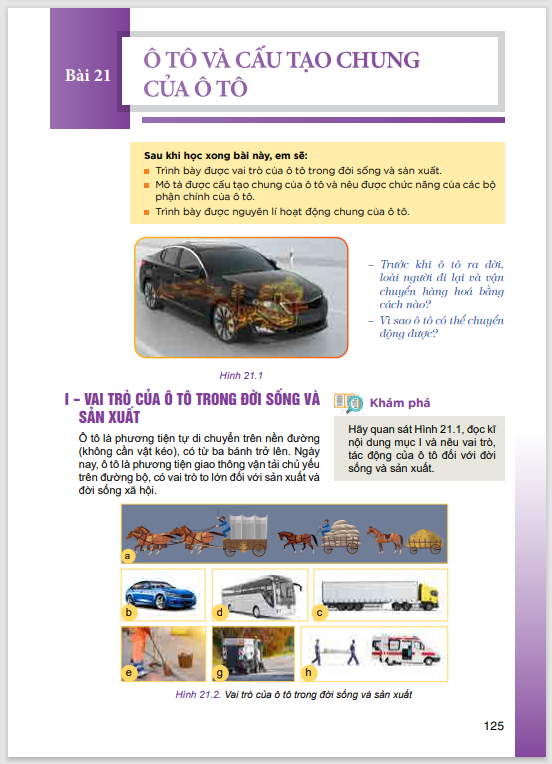 Bài 21
Ô TÔ VÀ CẤU TẠO CHUNG
CỦA Ô TÔ
Sau khi học xong bài này, em sẽ:
Trình bày được vai trò của ô tô trong đời sống và sản xuất.
Mô tả được cấu tạo chung của ô tô và nêu được chức năng của các bộ
phận chính của ô tô.
Trình bày được nguyên lí hoạt động chung của ô tô.
– Trước khi ô tô ra đời,
loài người đi lại và vận
chuyển hàng hoá bằng
cách nào?
– Vì sao ô tô có thể chuyển
động được?
Hình 21.1
I – VAI TRÒ CỦA Ô TÔ TRONG ĐỜI SỐNG VÀ
SẢN XUẤT
Ô tô là phương tiện tự di chuyển trên nền đường
(không cần vật kéo), có từ ba bánh trở lên. Ngày
nay, ô tô là phương tiện giao thông vận tải chủ yếu
trên đường bộ, có vai trò to lớn đối với sản xuất và
đời sống xã hội.
Khám phá
Hãy quan sát Hình 21.1, đọc kĩ
nội dung mục I và nêu vai trò,
tác động của ô tô đối với đời
sống và sản xuất.
a
b
d
c
e
g
h
Hình 21.2. Vai trò của ô tô trong đời sống và sản xuất
125